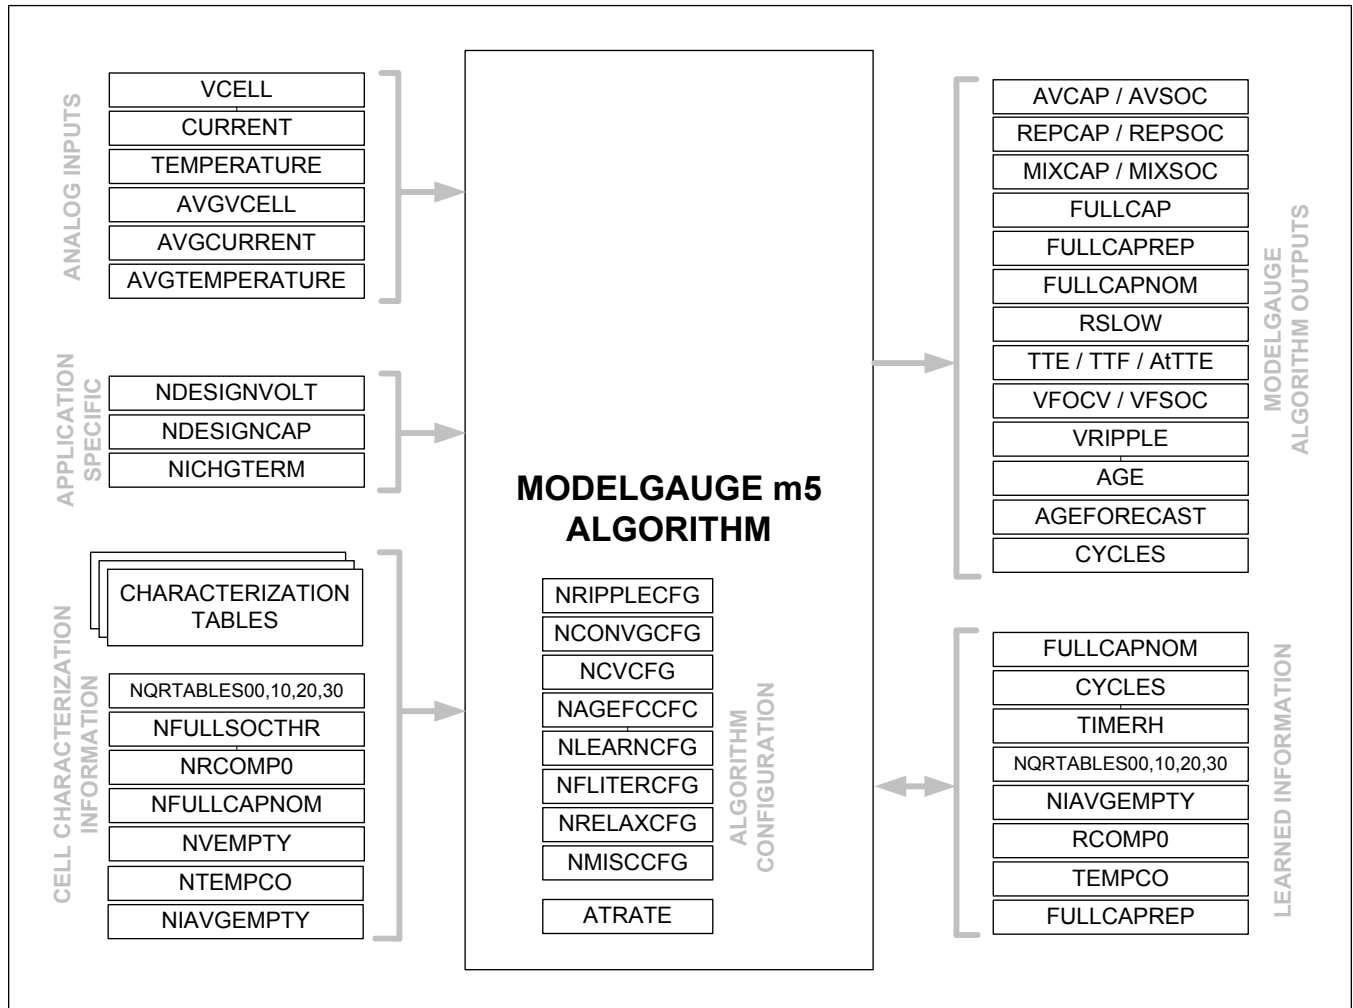 ANALOG INPUTS
VCELL
CURRENT
TEMPERATURE
AVGVCELL
AVGCURRENT
AVGTEMPERATURE
APPLICATION
SPECIFIC
NDESIGNVOLT
NDESIGNCAP
NICHGTERM
CELL CHARACTERIZATION
INFORMATION
CHARACTERIZATION
TABLES
NQRTABLES00,10,20,30
NFULLSOCTHR
NRCOMP0
NFULLCAPNOM
NVEMPTY
NTEMPCO
NIAVGEMPTY
MODELGAUGE m5
ALGORITHM
NRIPPLECFG
NCONVGCFG
NCVCFG
NAGEFCCFC
NLEARNCFG
NFLITERCFG
NRELAXCFG
NMISCCFG
ATRATE
ALGORITHM
CONFIGURATION
AVCAP / AVSOC
REPCAP / REPSOC
MIXCAP / MIXSOC
FULLCAP
FULLCAPREP
FULLCAPNOM
RSLOW
TTE / TTF / AtTTE
VFOCV / VFSOC
VRIPPLE
AGE
AGEFORECAST
CYCLES
MODELGAUGE
ALGORITHM OUTPUTS
FULLCAPNOM
CYCLES
TIMERH
NQRTABLES00,10,20,30
NIAVGEMPTY
RCOMP0
TEMPCO
FULLCAPREP
LEARNED INFORMATION